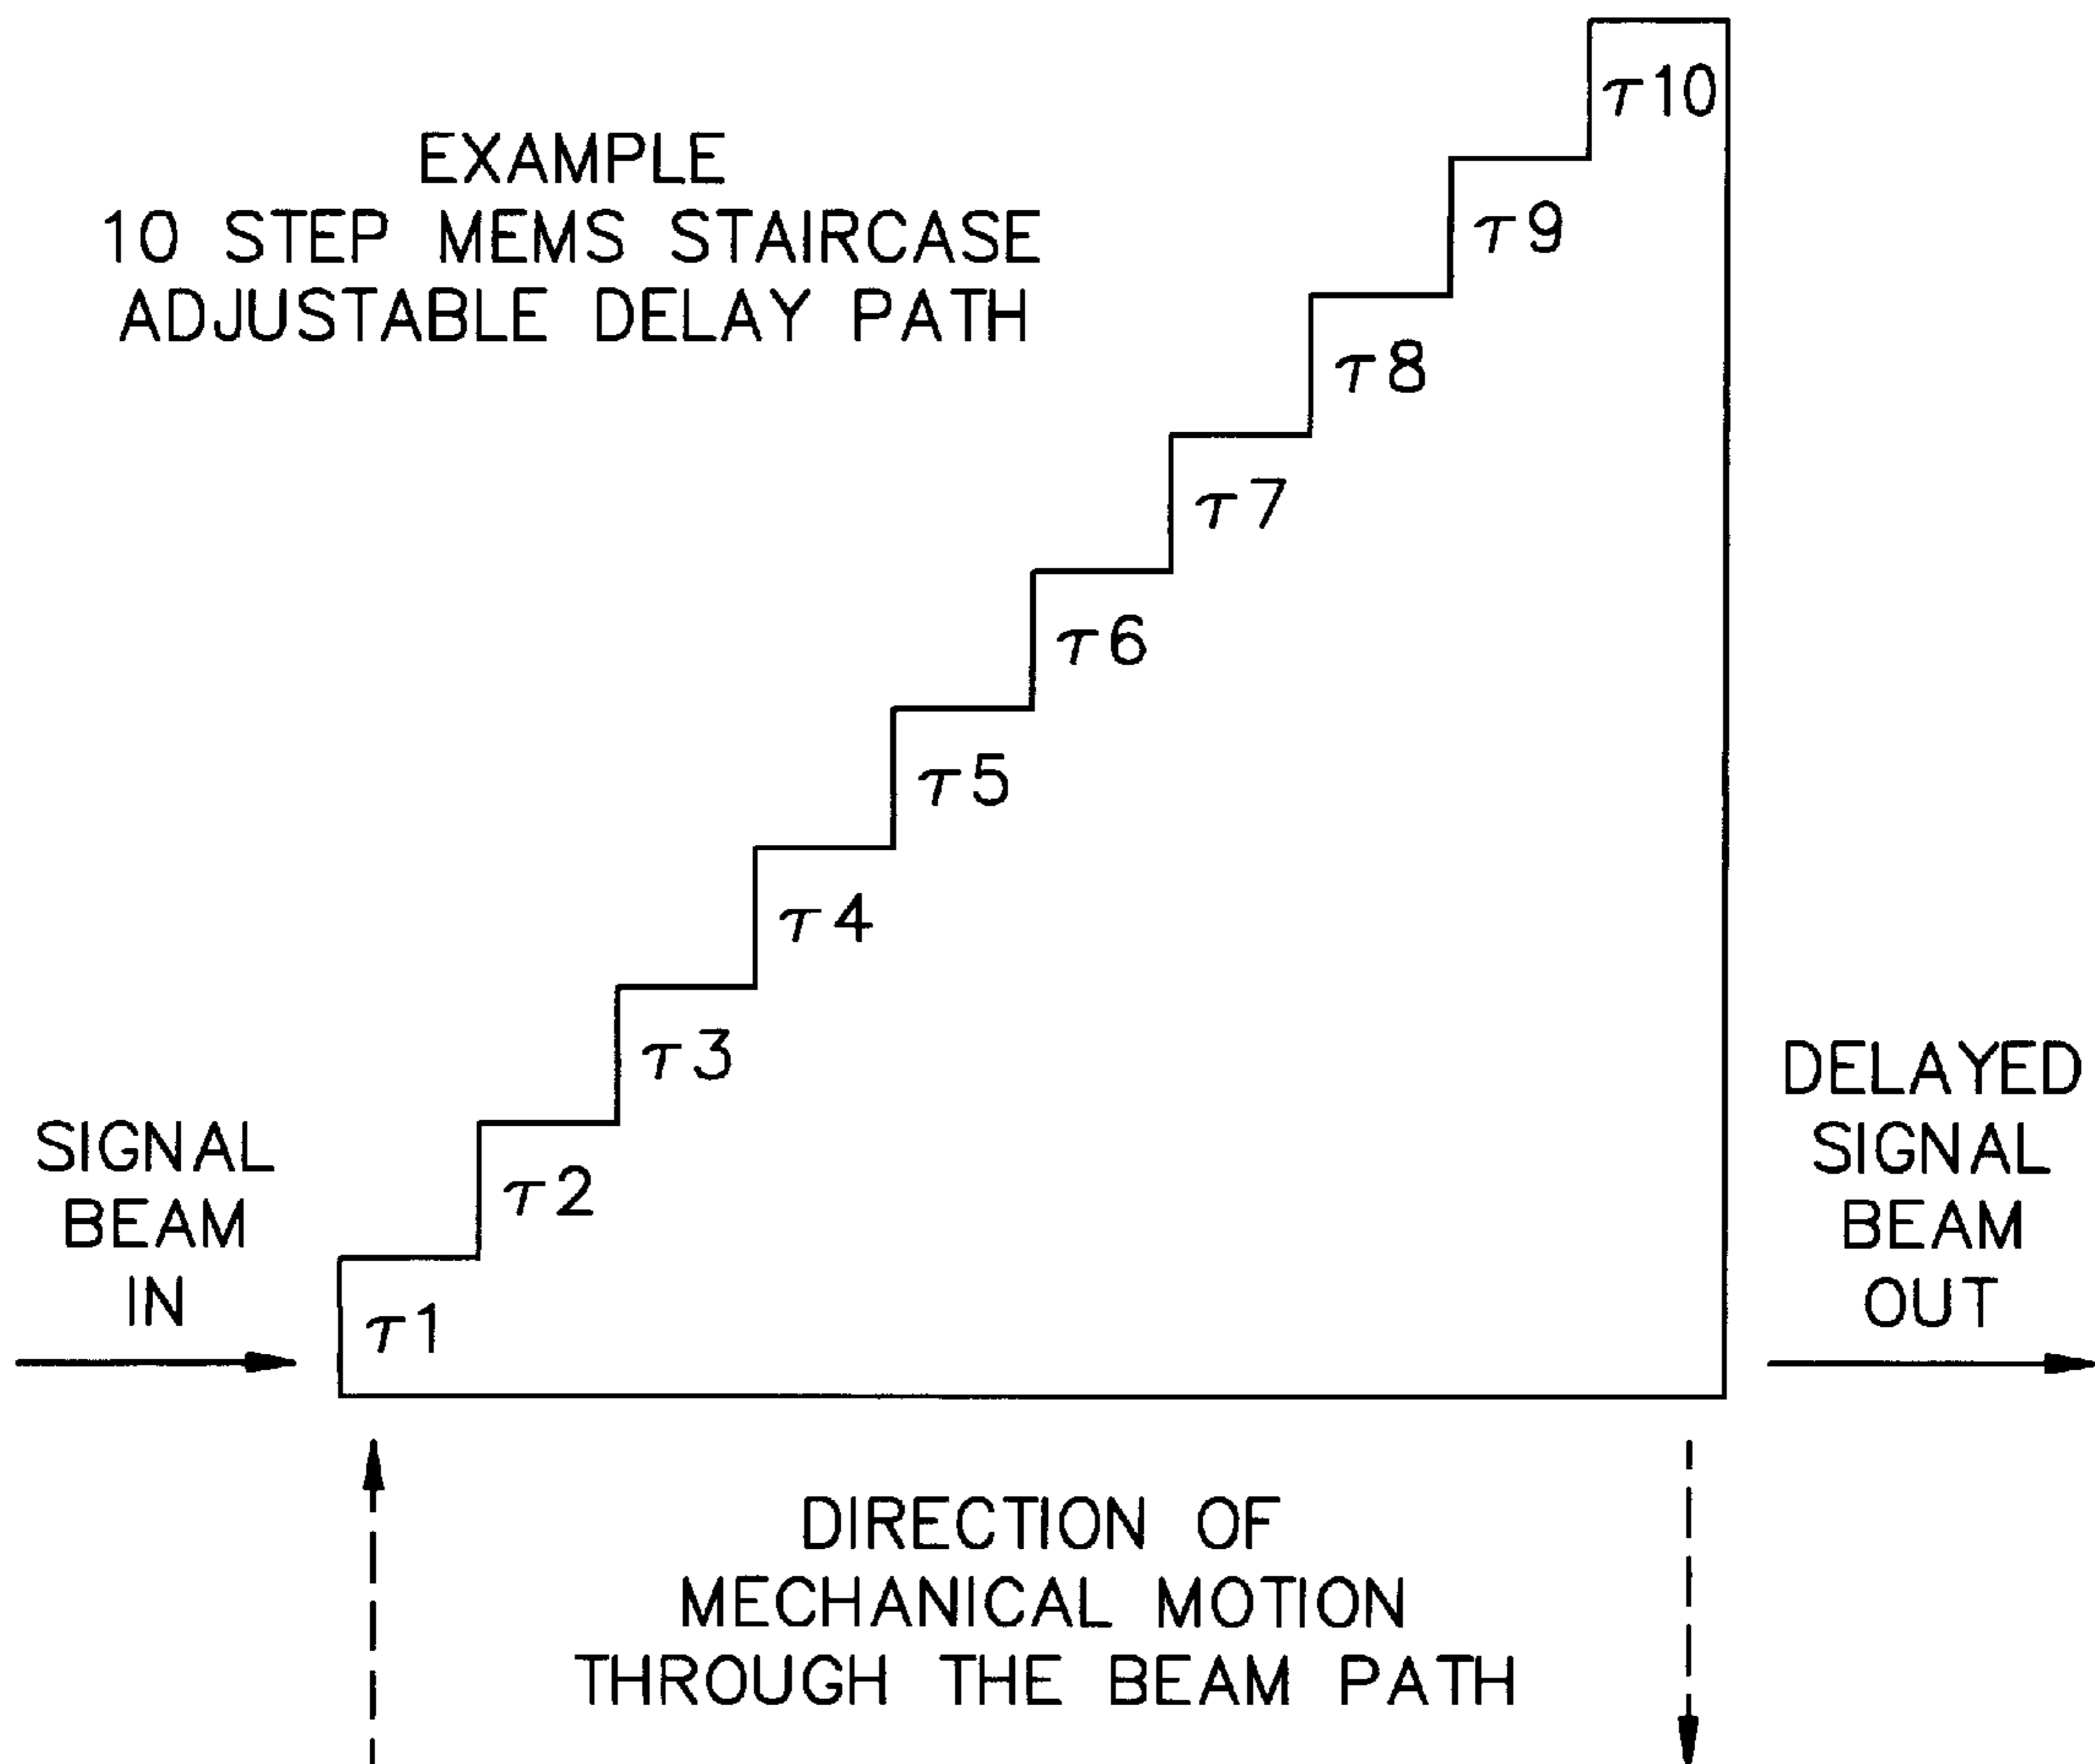 EXAMPLE
10 STEP MEMS STAIRCASE
ADJUSTABLE DELAY PATH
τ10
τ9
τ8
τ7
τ6
τ5
τ4
τ3
τ2
τ1
SIGNAL
BEAM
IN
DELAYED
SIGNAL
BEAM
OUT
DIRECTION OF
MECHANICAL MOTION
THROUGH THE BEAM PATH